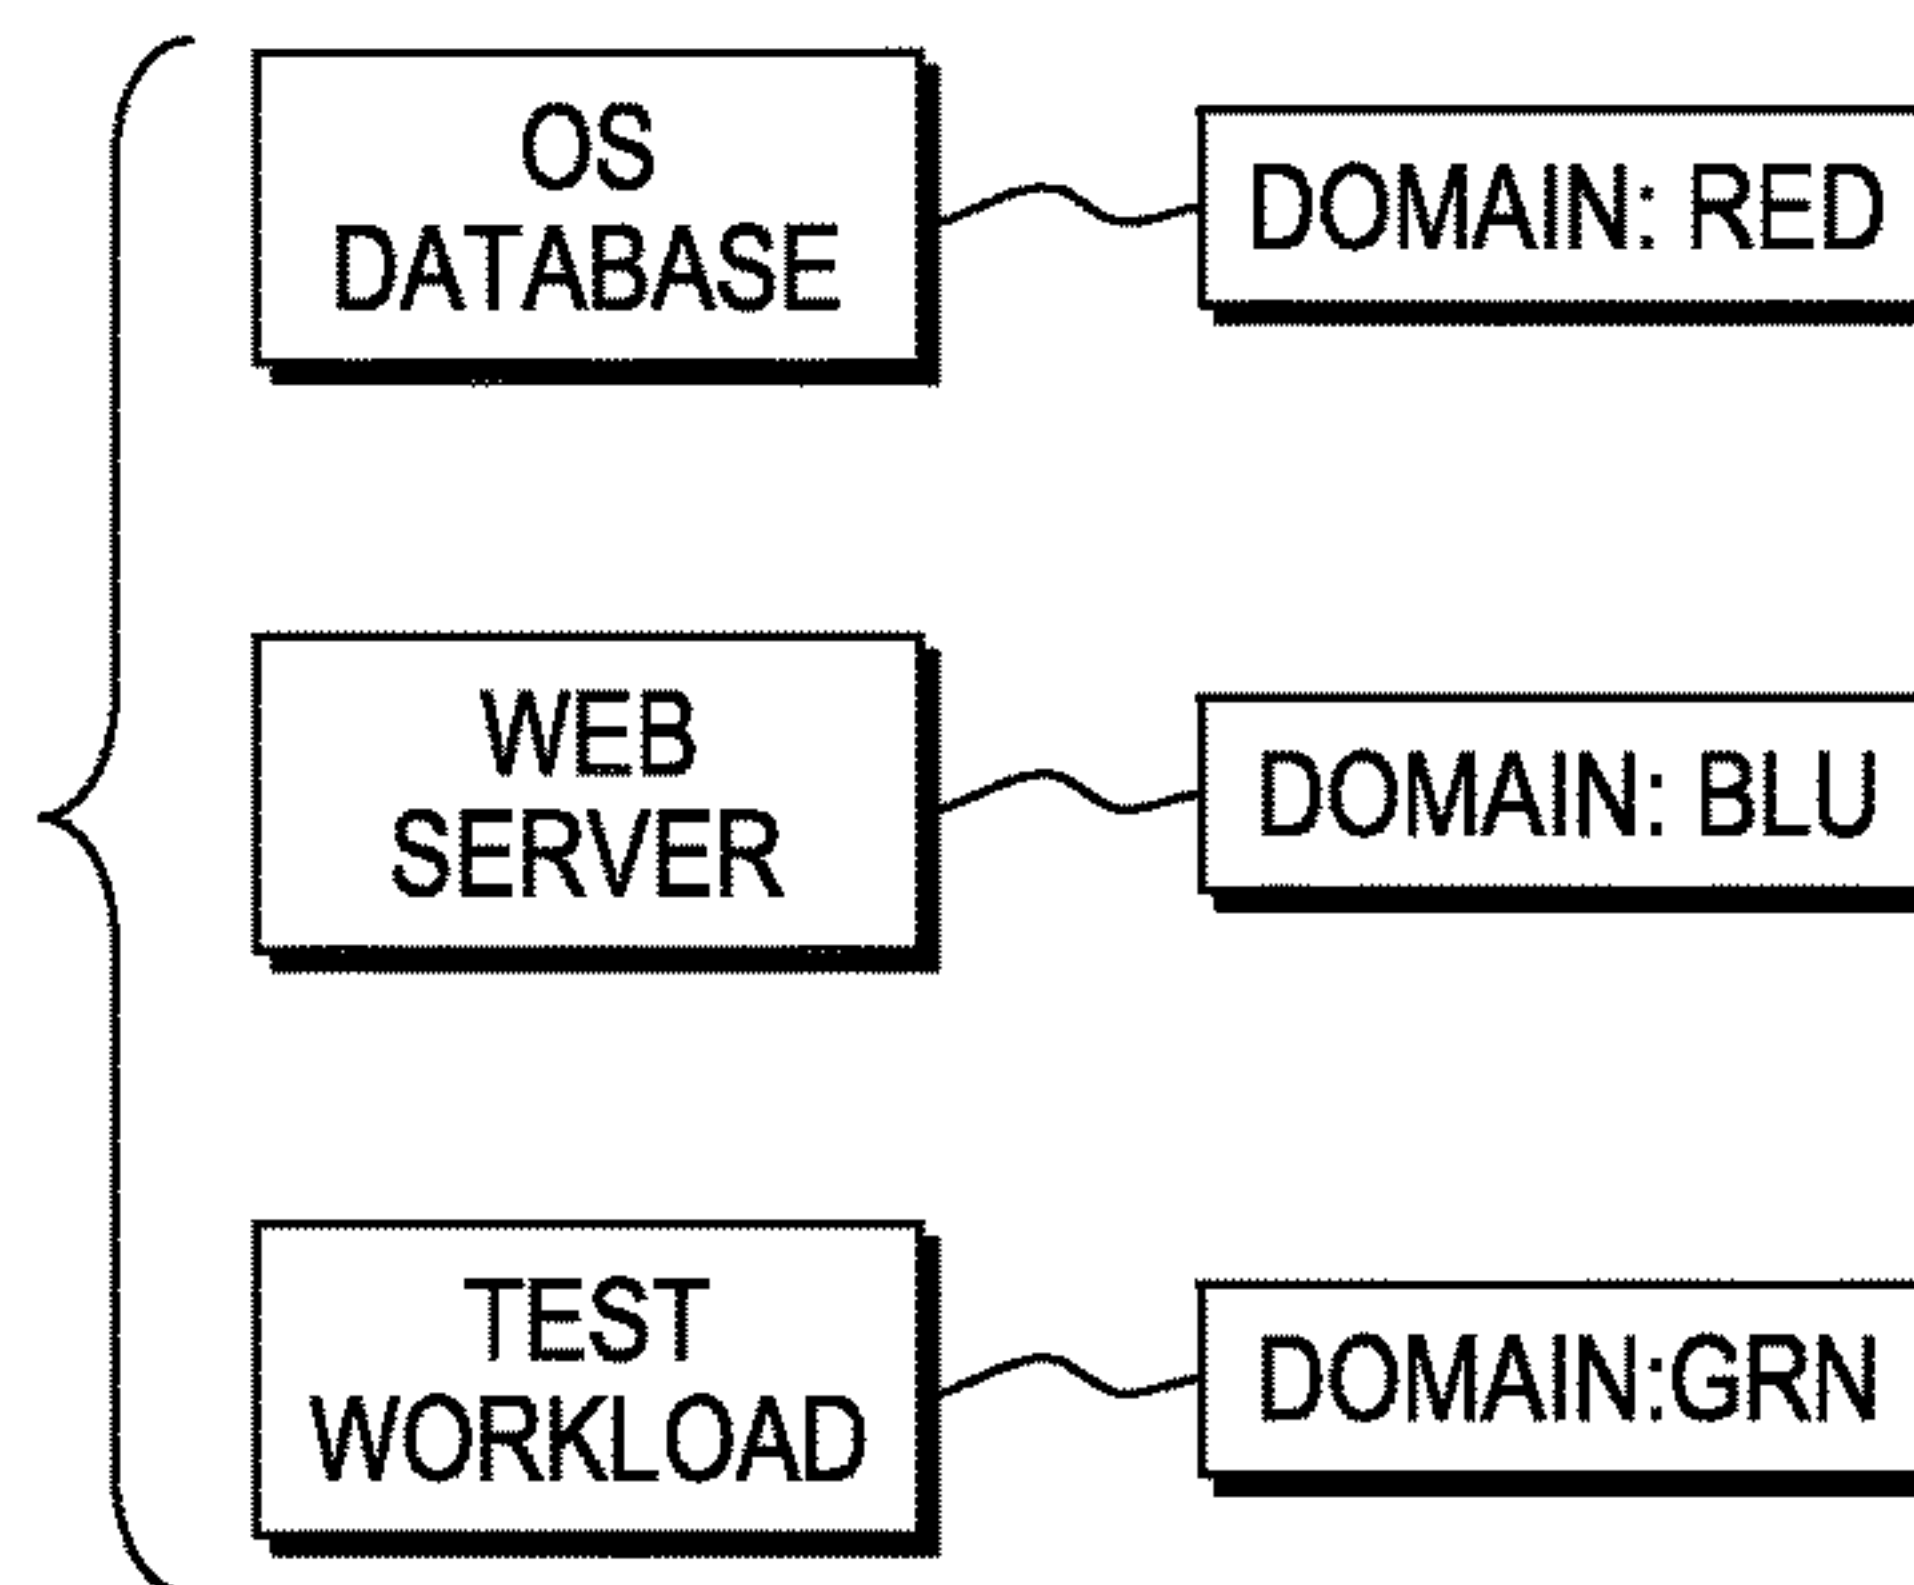 OS
DATABASE
DOMAIN: RED
WEB
SERVER
DOMAIN: BLU
TEST
WORKLOAD
DOMAIN:GRN